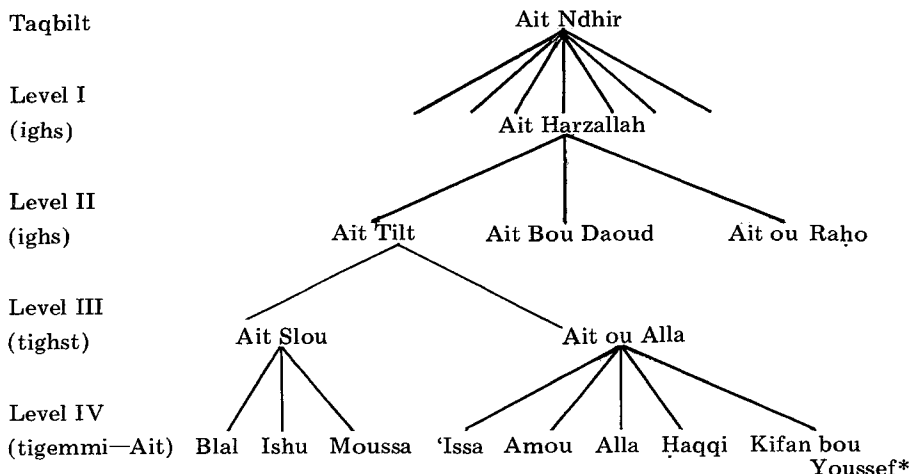 Taqbilt Ait Ndhir
Level I
(ighs) Ait Harzallah
Level II
(ighs) Ait Tilt Ait Bou Daoud Ait ou Raḥo
Level III
(tighst) Ait Slou Ait ou Alla
Level IV
(tigemmi—Ait) Blal Ishu Moussa ‘Issa Amou Alla Ḥaqqi Kifan bou
Youssef*